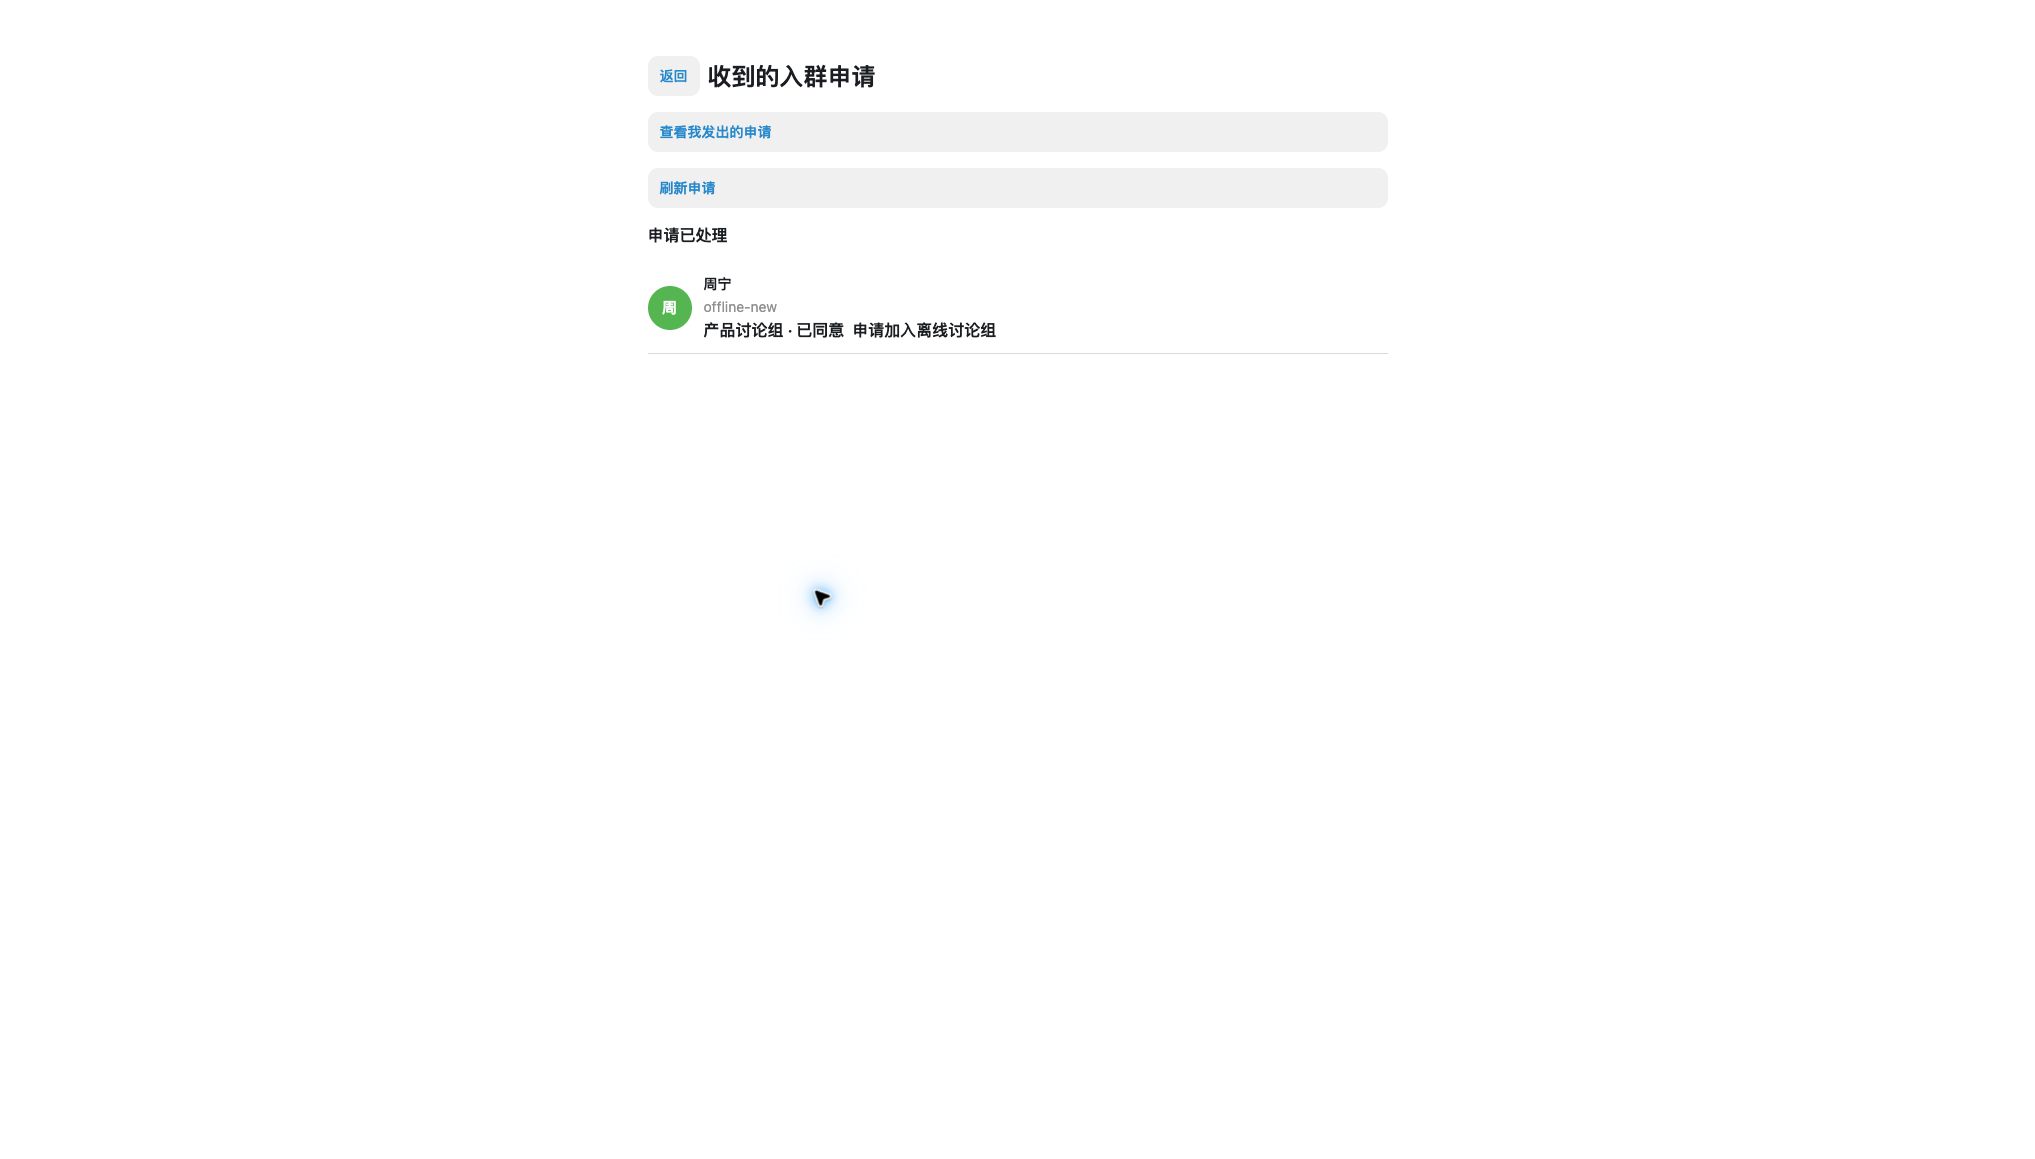 返回 收到的入群申请
查看我发出的申请
刷新申请
申请已处理
周宁
周
offline-new
产品讨论组 · 已同意 申请加入离线讨论组